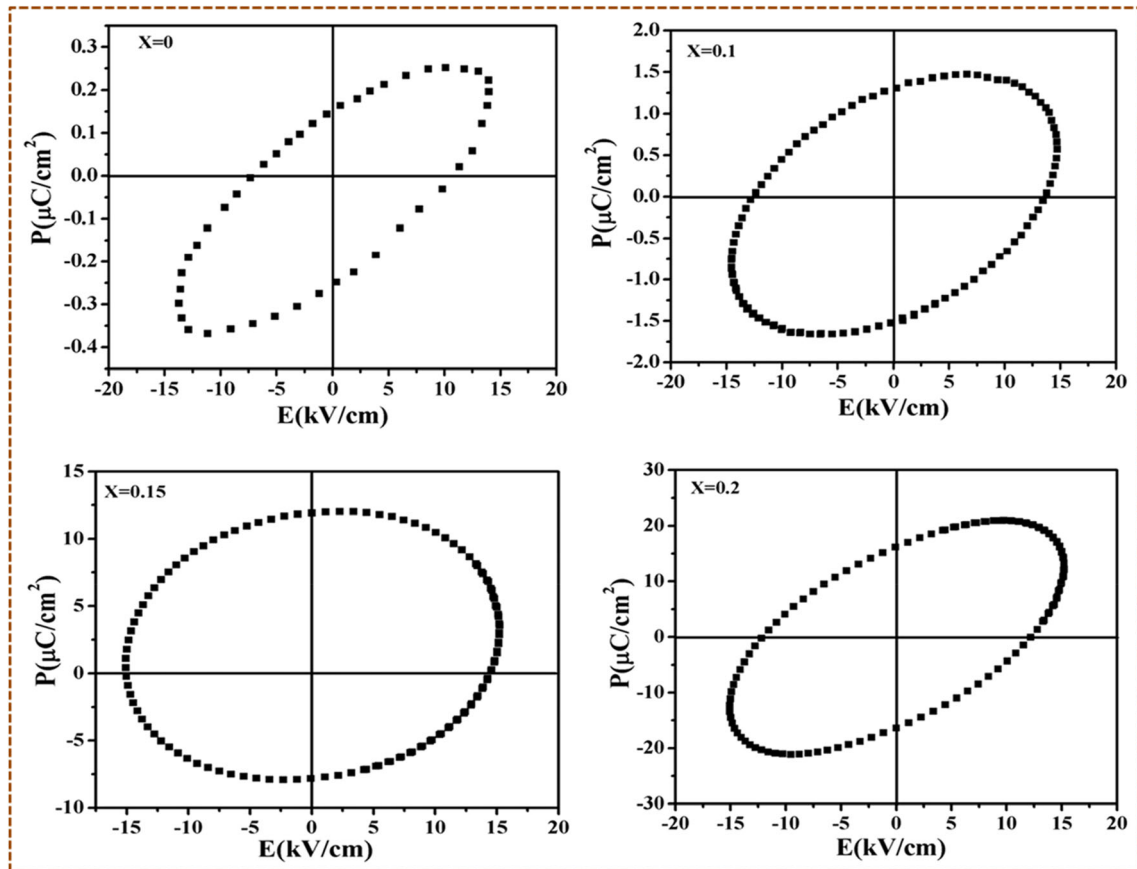 X=0
0.3
0.2
0.1
0.0
-0.1
-0.2
-0.3
-0.4
P(μC/cm²)
-20 -15 -10 -5 0 5 10 15 20
E(kV/cm)
X=0.1
2.0
1.5
1.0
0.5
0.0
-0.5
-1.0
-1.5
-2.0
P(μC/cm²)
-20 -15 -10 -5 0 5 10 15 20
E(kV/cm)
X=0.15
15
10
5
0
-5
-10
P(μC/cm²)
-15 -10 -5 0 5 10 15 20
E(kV/cm)
X=0.2
30
20
10
0
-10
-20
-30
P(μC/cm²)
-20 -15 -10 -5 0 5 10 15 20
E(kV/cm)